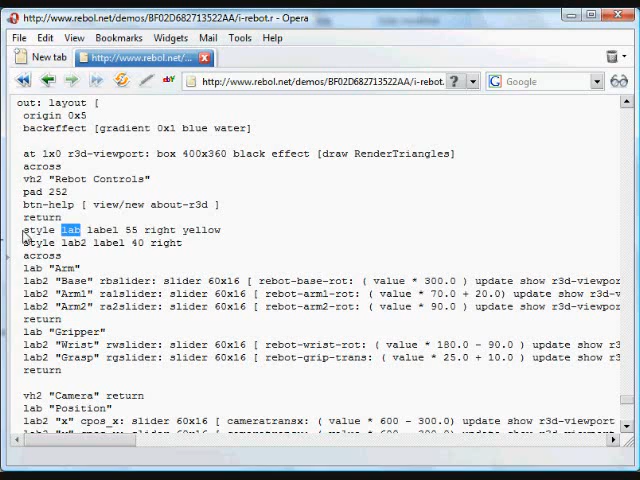 http://www.rebol.net/demos/BF02D682713522AA/i-rebot.r - Opera
File Edit View Bookmarks Widgets Mail Tools Help
New tab http://www.rebol.net/...
http://www.rebol.net/demos/BF02D682713522AA/i-rebot. ? Google
out: layout [
origin 0x5
backeffect [gradient 0x1 blue water]
at 1x0 r3d-viewport: box 400x360 black effect [draw RenderTriangles]
across
vh2 "Rebot Controls"
pad 252
btn-help [ view/new about-r3d ]
return
style lab label 55 right yellow
style lab2 label 40 right
across
lab "Arm"
lab2 "Base" rbslider: slider 60x16 [ rebot-base-rot: ( value * 300.0 ) update show r3d-viewport
lab2 "Arm1" ra1slider: slider 60x16 [ rebot-arm1-rot: ( value * 70.0 + 20.0) update show r3d-v
lab2 "Arm2" ra2slider: slider 60x16 [ rebot-arm2-rot: ( value * 90.0 ) update show r3d-viewpor
return
lab "Gripper"
lab2 "Wrist" rwslider: slider 60x16 [ rebot-wrist-rot: ( value * 180.0 - 90.0 ) update show
lab2 "Grasp" rgslider: slider 60x16 [ rebot-grip-trans: ( value * 25.0 + 10.0 ) update show
return
vh2 "Camera" return
lab "Position"
lab2 "x" cpos_x: slider 60x16 [ cameratransx: ( value * 600 - 300.0) update show r3d-viewport